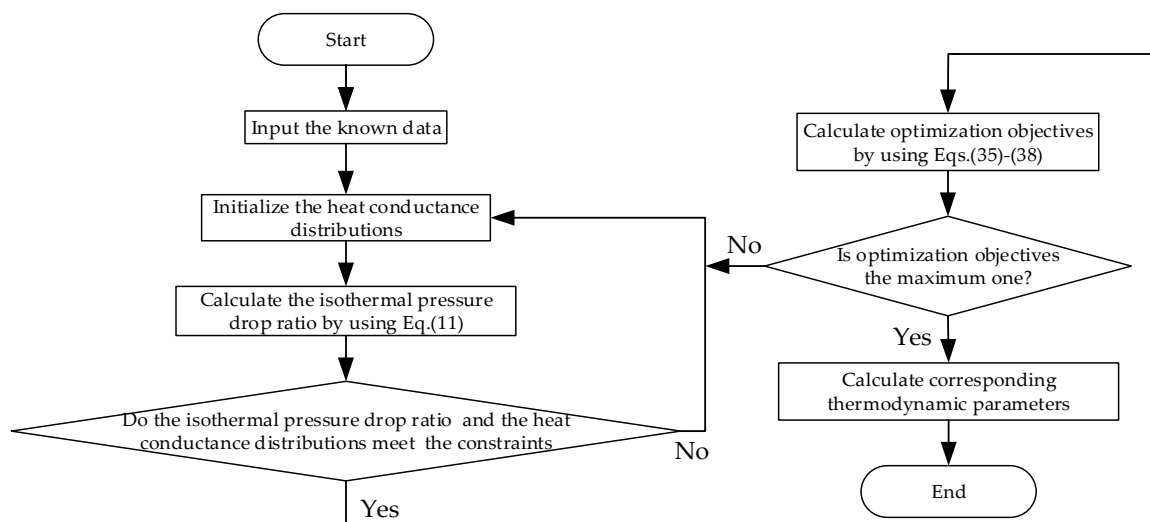 Start
Input the known data
Initialize the heat conductance
distributions
Calculate the isothermal pressure
drop ratio by using Eq.(11)
Do the isothermal pressure drop ratio and the heat
conductance distributions meet the constraints
No
Yes
Calculate optimization objectives
by using Eqs.(35)-(38)
Is optimization objectives
the maximum one?
No
Yes
Calculate corresponding
thermodynamic parameters
End